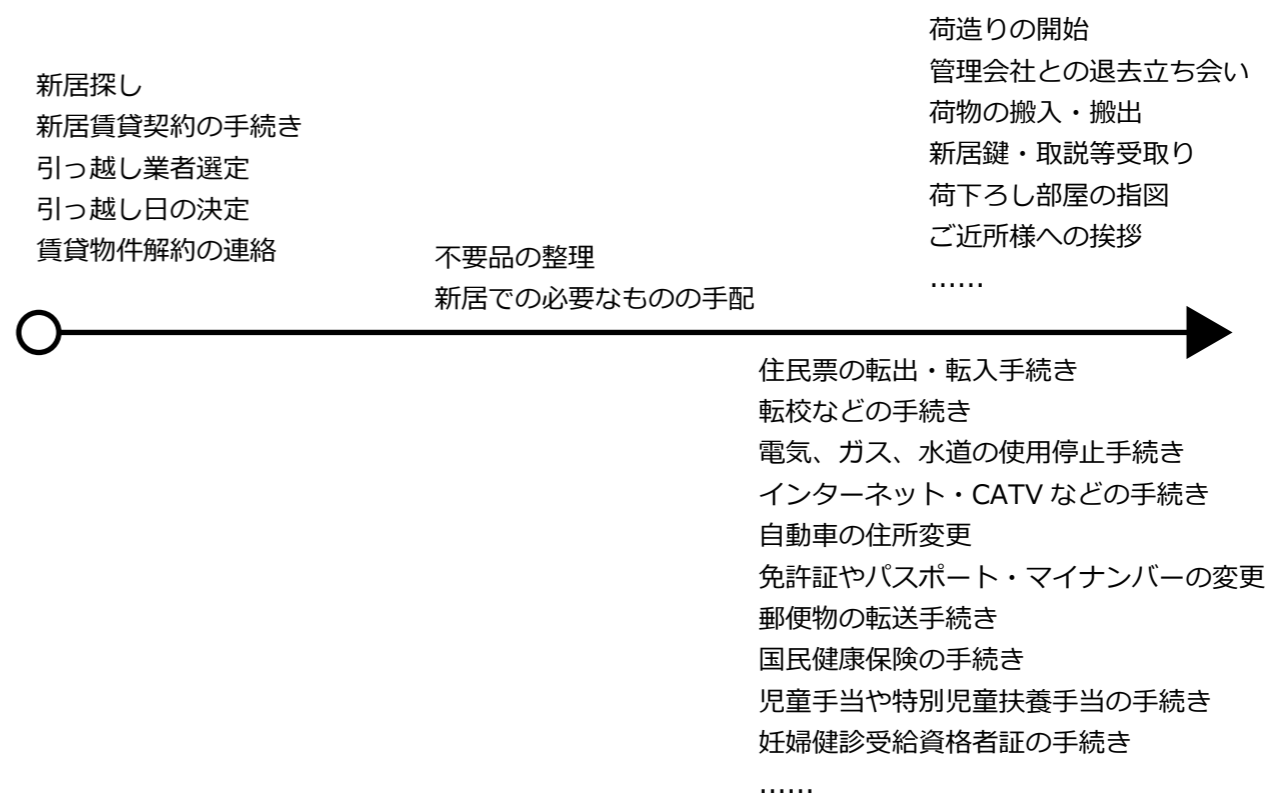 新居探し
新居賃貸契約の手続き
引っ越し業者選定
引っ越し日の決定
賃貸物件解約の連絡
不要品の整理
新居での必要なものの手配
荷造りの開始
管理会社との退去立ち会い
荷物の搬入・搬出
新居鍵・取説等受取り
荷下ろし部屋の指図
ご近所様への挨拶
……
住民票の転出・転入手続き
転校などの手続き
電気、ガス、水道の使用停止手続き
インターネット・CATV などの手続き
自動車の住所変更
免許証やパスポート・マイナンバーの変更
郵便物の転送手続き
国民健康保険の手続き
児童手当や特別児童扶養手当の手続き
妊婦健診受給資格者証の手続き
……